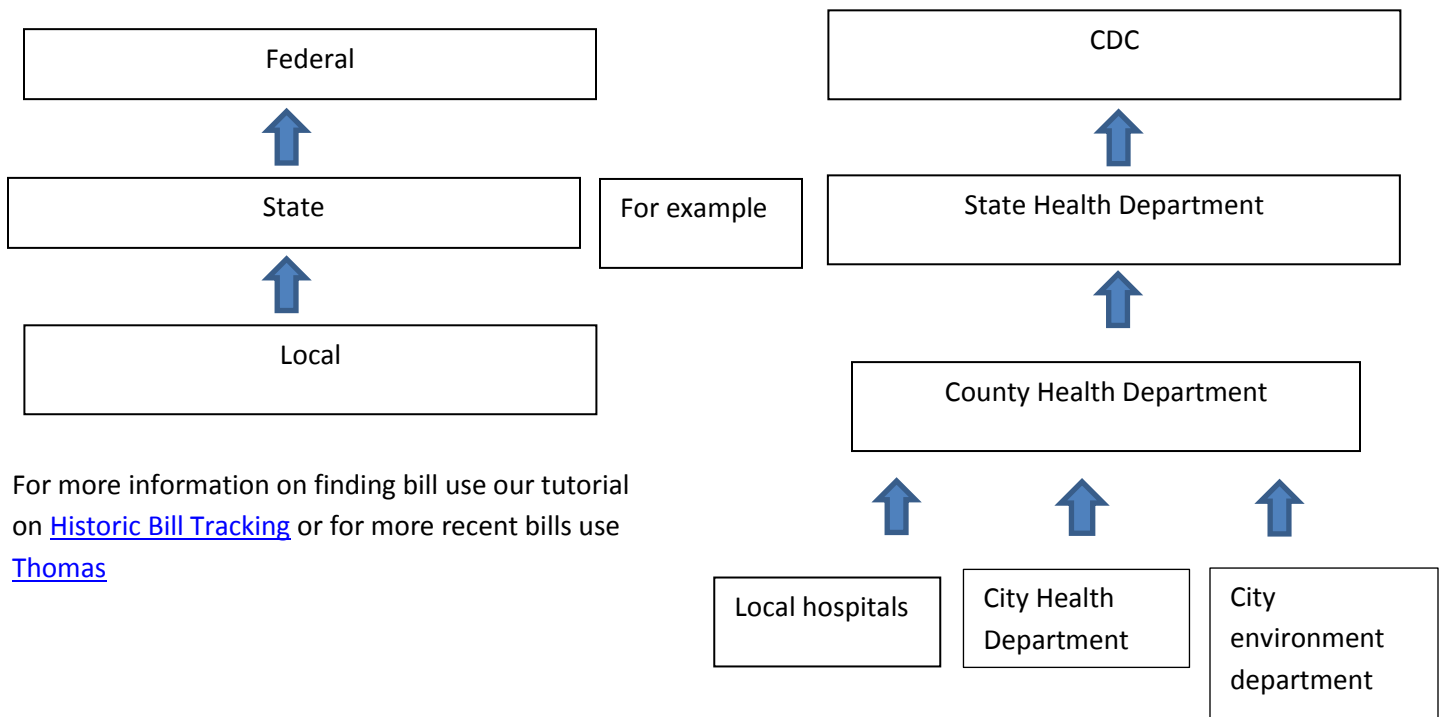 Federal
State
Local
For example
CDC
State Health Department
County Health Department
Local hospitals
City Health
Department
City
environment
department
For more information on finding bill use our tutorial
on Historic Bill Tracking or for more recent bills use
Thomas